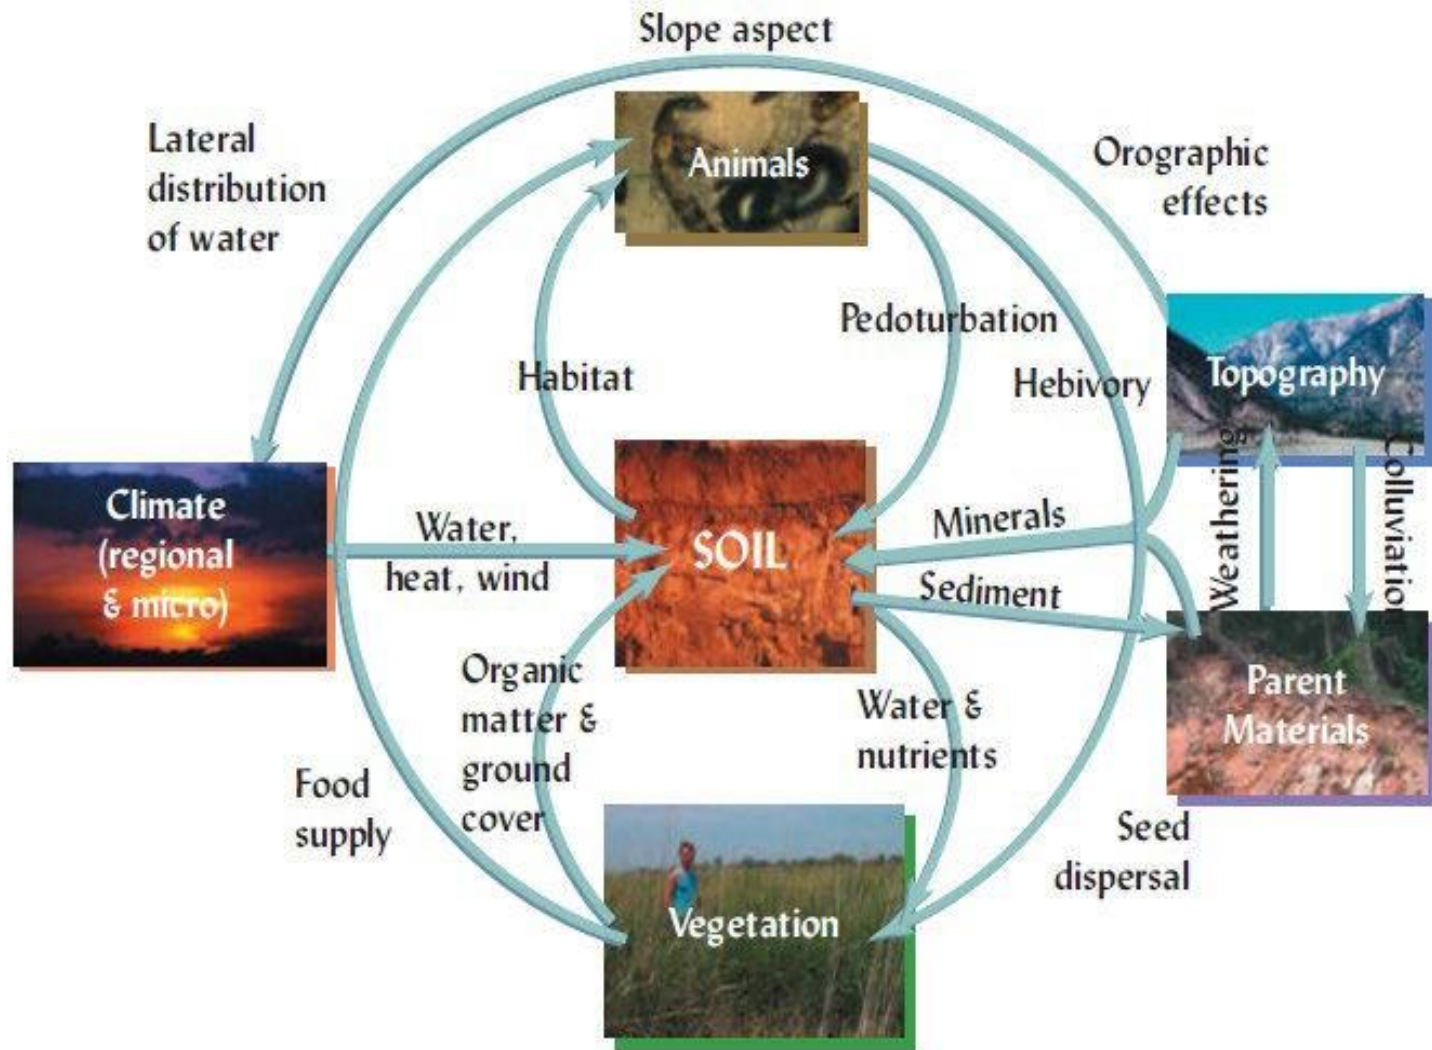 Slope aspect
Lateral
distribution
of water
Animals
Orographic
effects
Pedoturbation
Habitat
Hebivory
Topography
Climate
(regional
& micro)
Water,
heat, wind
SOIL
Minerals
Sediment
Weathering
Colluviation
Organic
matter &
ground
cover
Water &
nutrients
Parent
Materials
Food
supply
Seed
dispersal
Vegetation